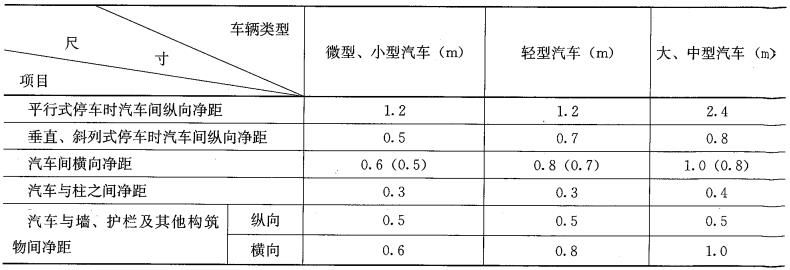 车辆类型
尺
寸
项目
微型、小型汽车（m）
轻型汽车（m）
大、中型汽车（m）
平行式停车时汽车间纵向净距 1.2 1.2 2.4
垂直、斜列式停车时汽车间纵向净距 0.5 0.7 0.8
汽车间横向净距 0.6（0.5） 0.8（0.7） 1.0（0.8）
汽车与柱之间净距 0.3 0.3 0.4
汽车与墙、护栏及其他构筑
物间净距
纵向 0.5 0.5 0.5
横向 0.6 0.8 1.0